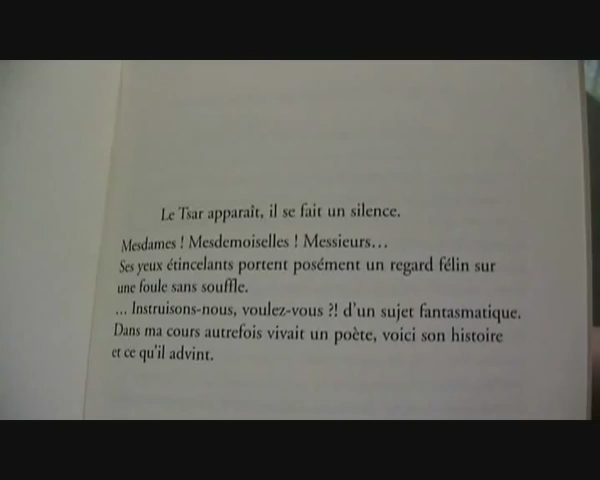 Le Tsar apparaît, il se fait un silence.
Mesdames ! Mesdemoiselles ! Messieurs...
Ses yeux étincelants portent posément un regard félin sur
une foule sans souffle.
... Instruisons-nous, voulez-vous ?! d'un sujet fantasmatique.
Dans ma cours autrefois vivait un poète, voici son histoire
et ce qu'il advint.